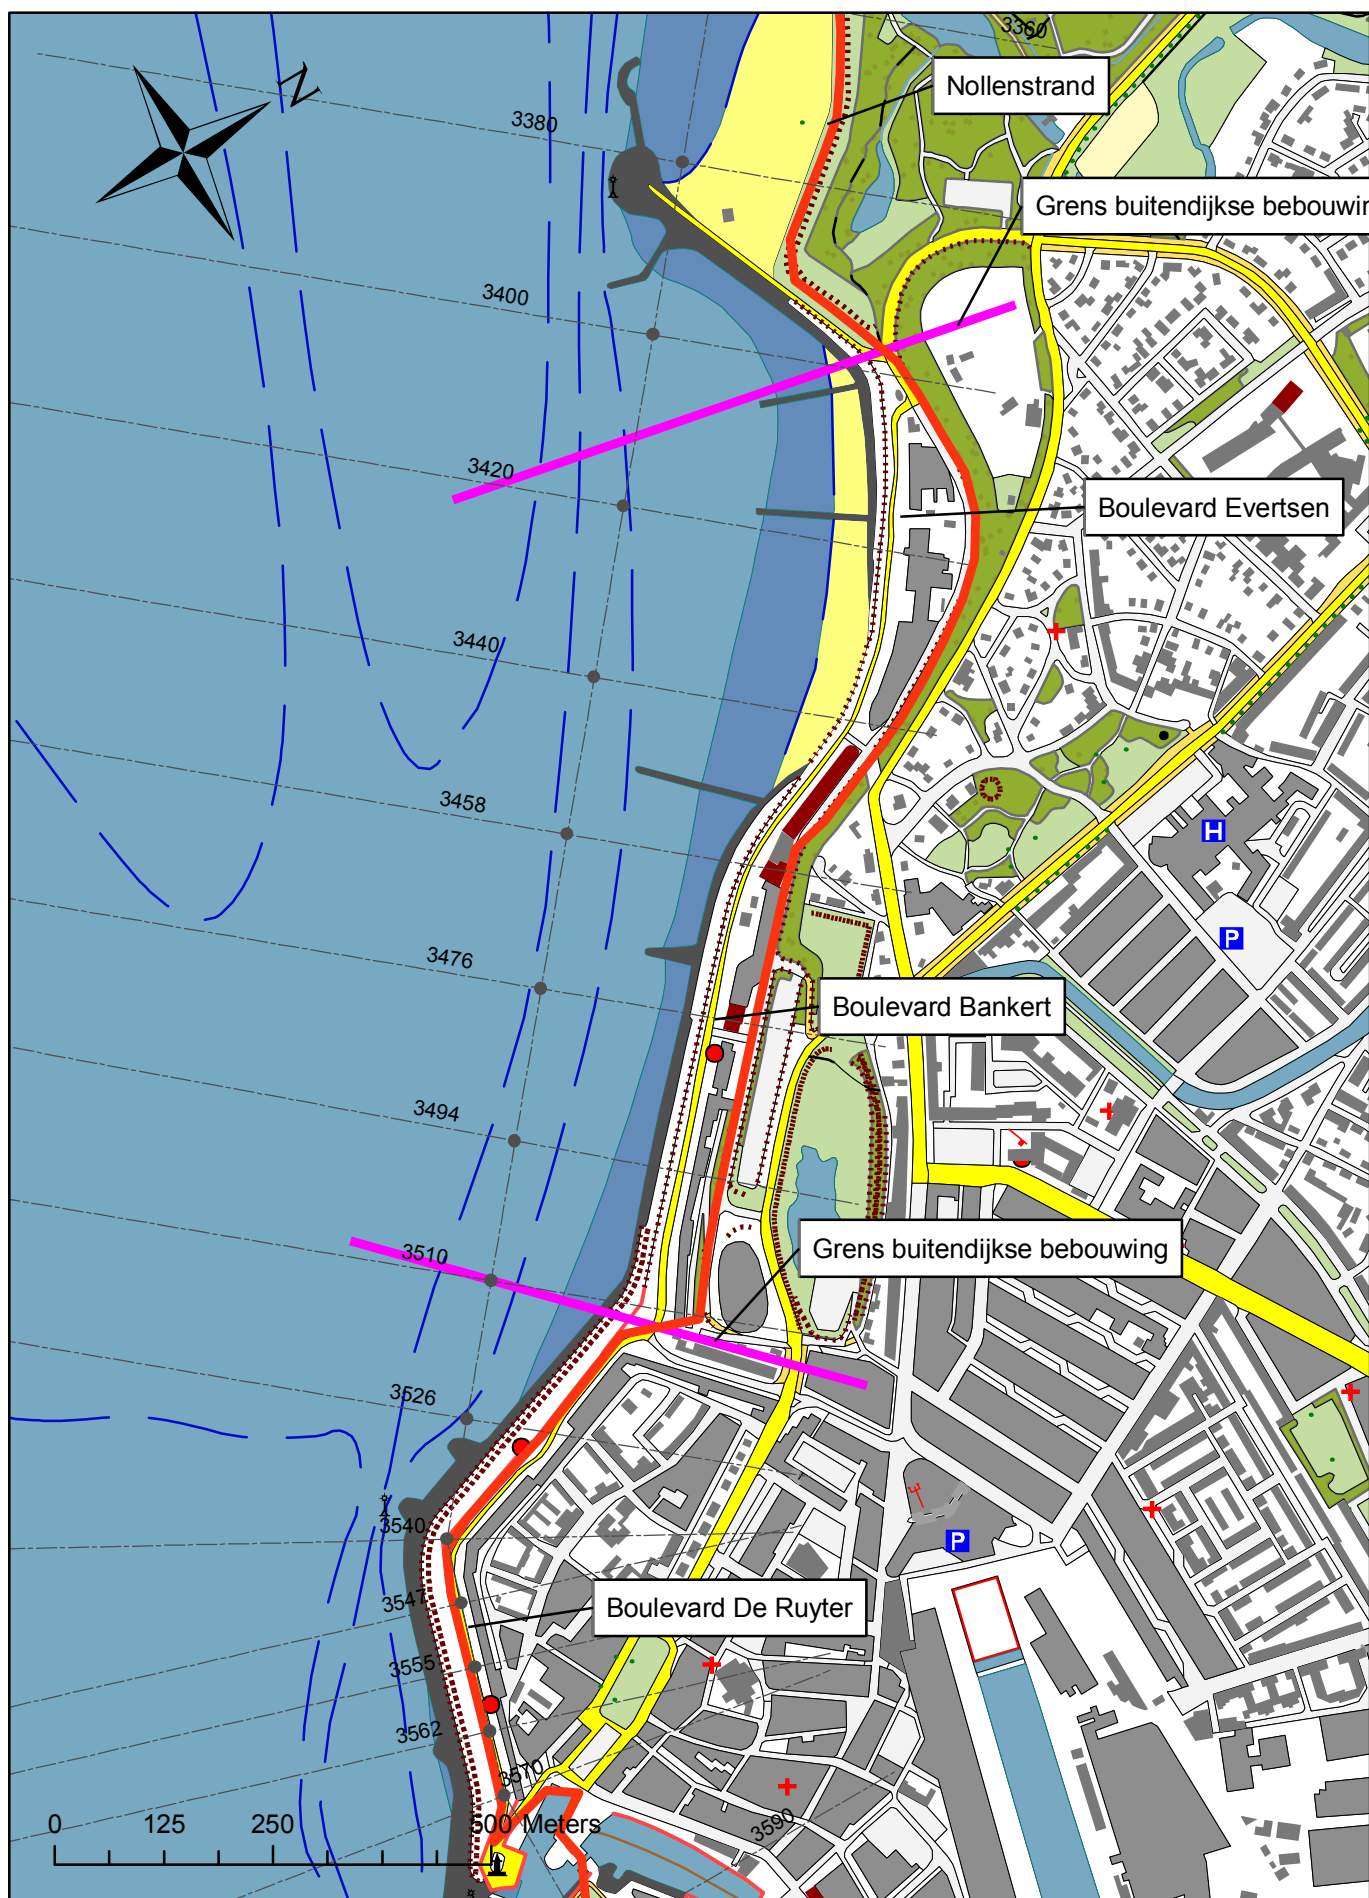 3360
N
Nollenstrand
3380
Grens buitendijkse bebouwin
3400
3420
Boulevard Evertsen
3440
3458
H
P
3476
Boulevard Bankert
3494
Grens buitendijkse bebouwing
3510
3526
3540
P
3547
Boulevard De Ruyter
3555
3562
3570
3590
0 125 250 500 Meters